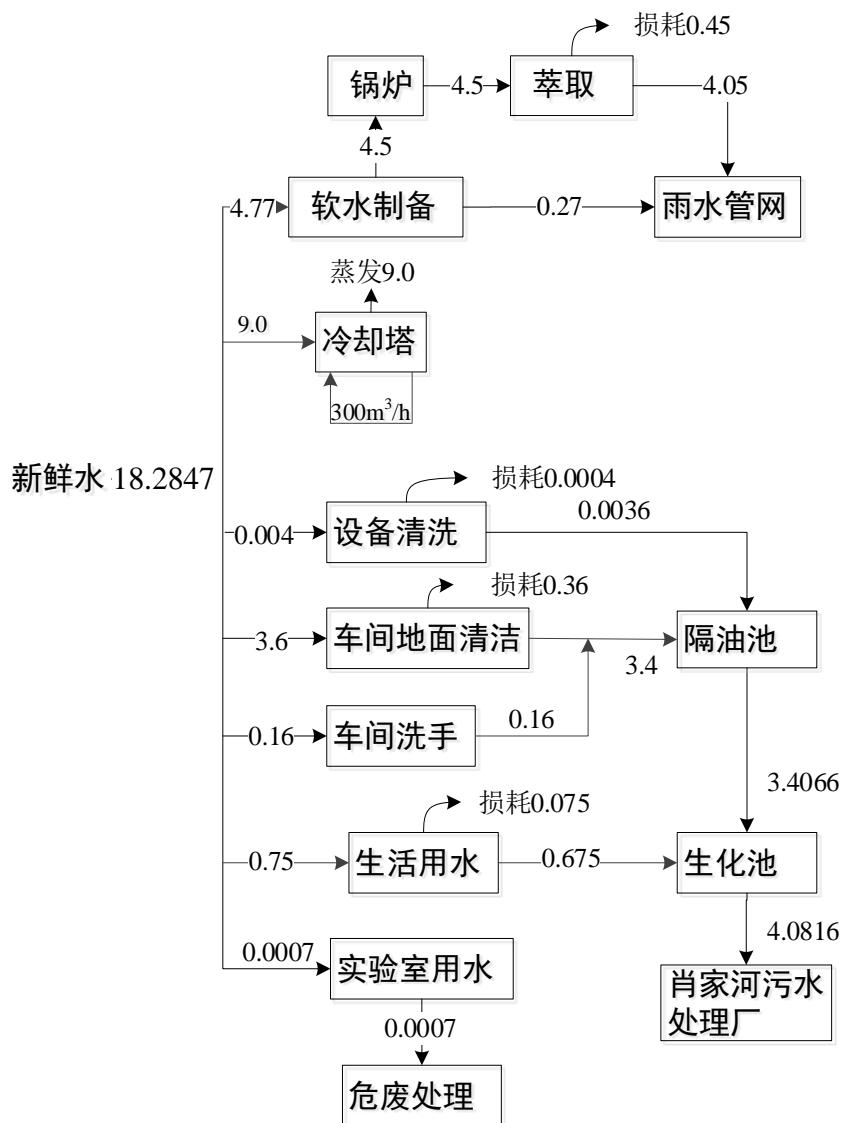 损耗0.45
锅炉
4.5
萃取
4.05
4.5
4.77
软水制备
0.27
雨水管网
蒸发9.0
9.0
冷却塔
300m³/h
新鲜水 18.2847
损耗0.0004
0.0036
0.004
设备清洗
损耗0.36
3.6
车间地面清洁
3.4
隔油池
0.16
车间洗手
0.16
3.4066
损耗0.075
0.75
生活用水
0.675
生化池
4.0816
0.0007
实验室用水
肖家河污水
处理厂
0.0007
危废处理